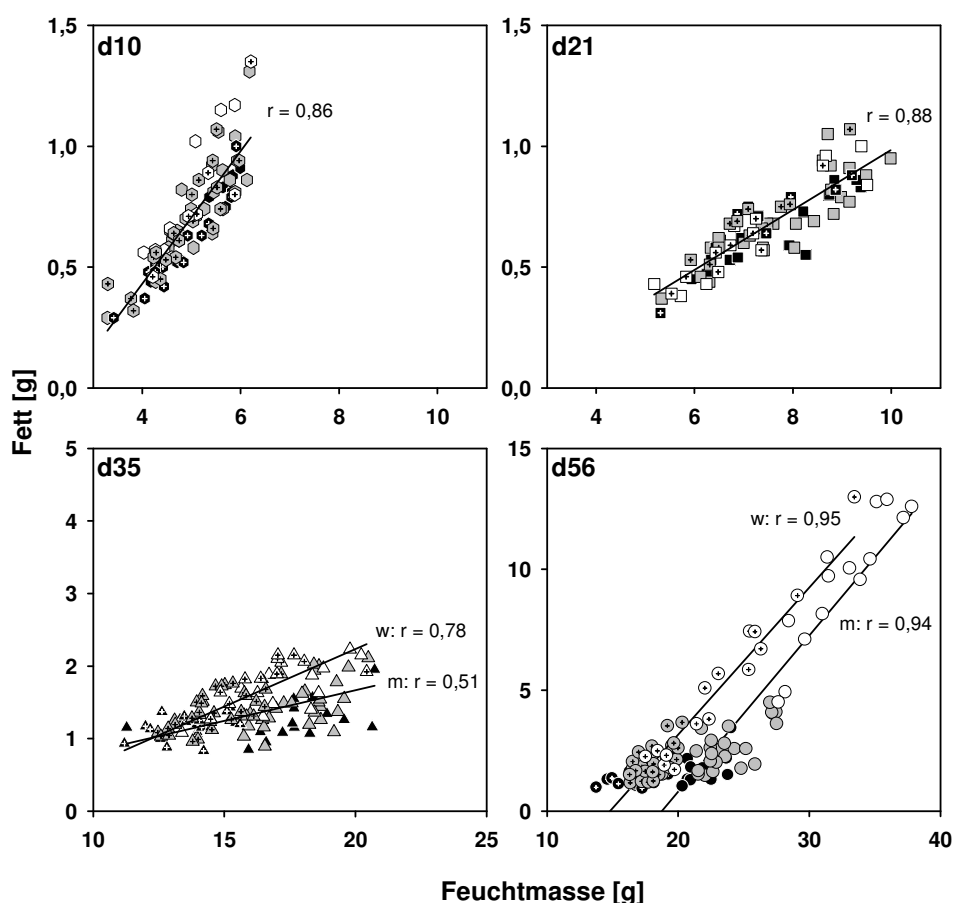 d10
1,5
1,0
0,5
0,0
r = 0,86
4
6
8
10
d21
1,5
1,0
0,5
0,0
r = 0,88
4
6
8
10
Fett [g]
d35
5
4
3
2
1
0
w: r = 0,78
m: r = 0,51
10
15
20
25
d56
15
10
5
0
w: r = 0,95
m: r = 0,94
10
20
30
40
Feuchtmasse [g]